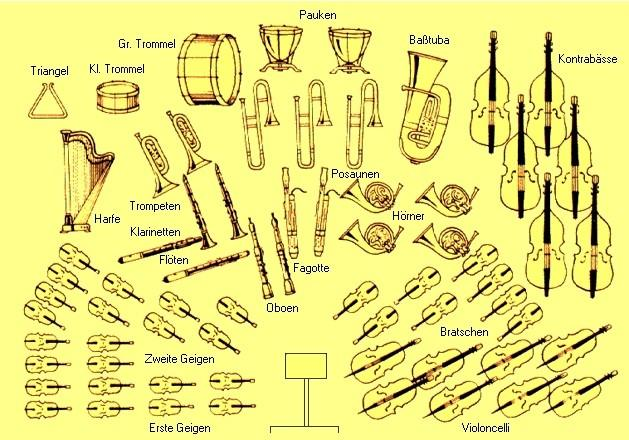 Pauken
Gr. Trommel
Baßtuba
Kontrabässe
Triangel
Kl. Trommel
Posaunen
Trompeten
Harfe
Hörner
Klarinetten
Flöten
Fagotte
Oboen
Bratschen
Zweite Geigen
Erste Geigen
Violoncelli